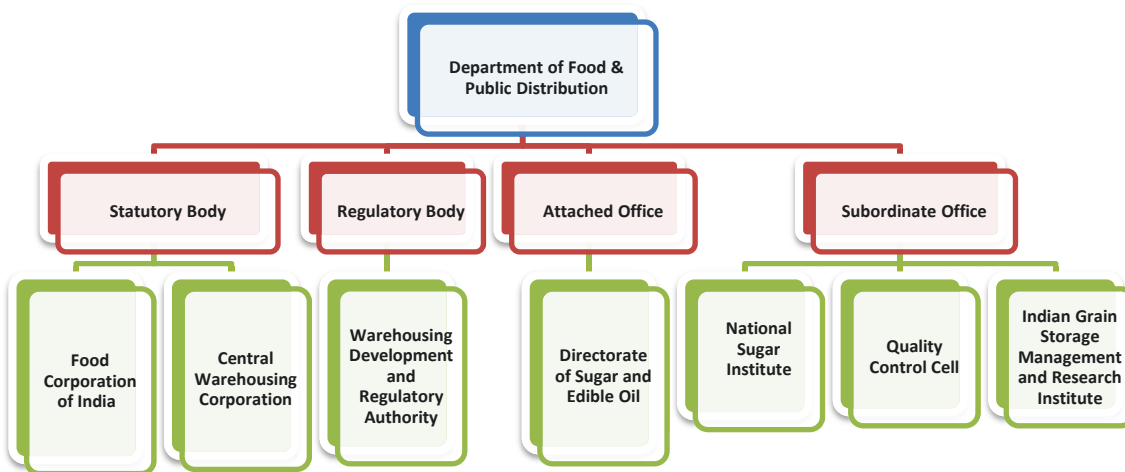 Department of Food &
Public Distribution
Statutory Body
Regulatory Body
Attached Office
Subordinate Office
Food
Corporation
of India
Central
Warehousing
Corporation
Warehousing
Development
and
Regulatory
Authority
Directorate
of Sugar and
Edible Oil
National
Sugar
Institute
Quality
Control Cell
Indian Grain
Storage
Management
and Research
Institute